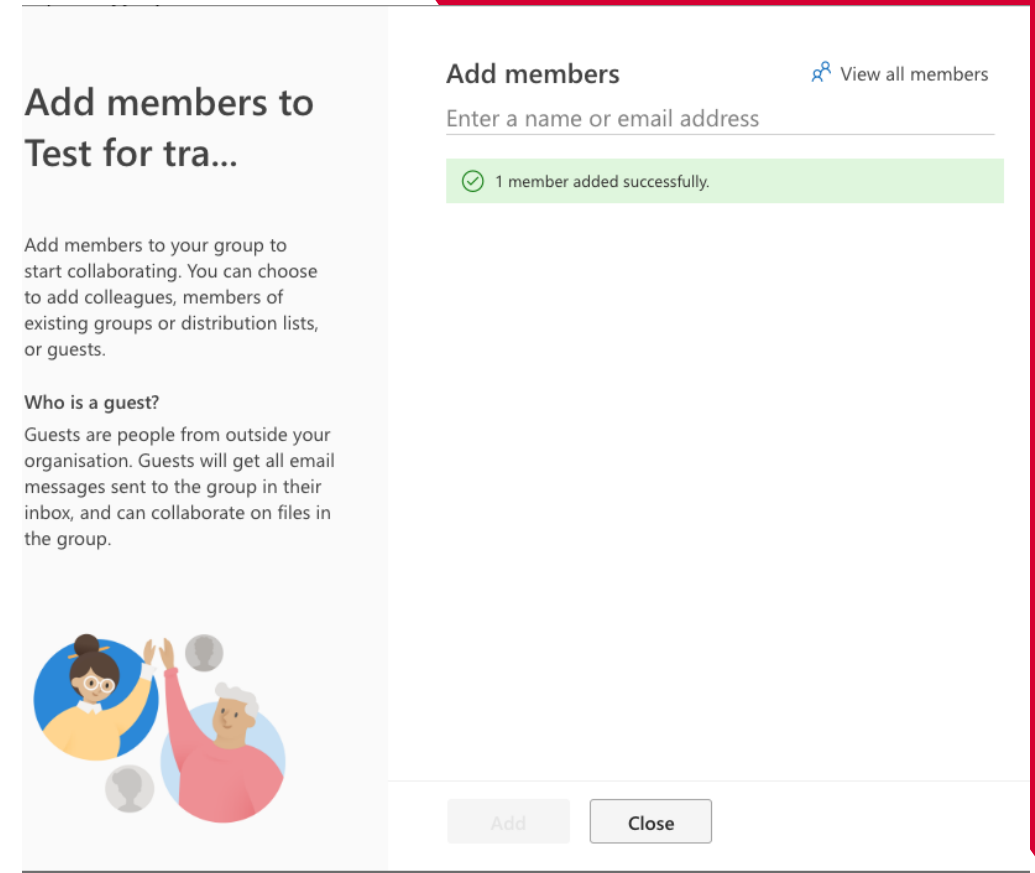 Add members to
Test for tra...
Add members to your group to
start collaborating. You can choose
to add colleagues, members of
existing groups or distribution lists,
or guests.
Who is a guest?
Guests are people from outside your
organisation. Guests will get all email
messages sent to the group in their
inbox, and can collaborate on files in
the group.
Add members
View all members
Enter a name or email address
1 member added successfully.
Add
Close